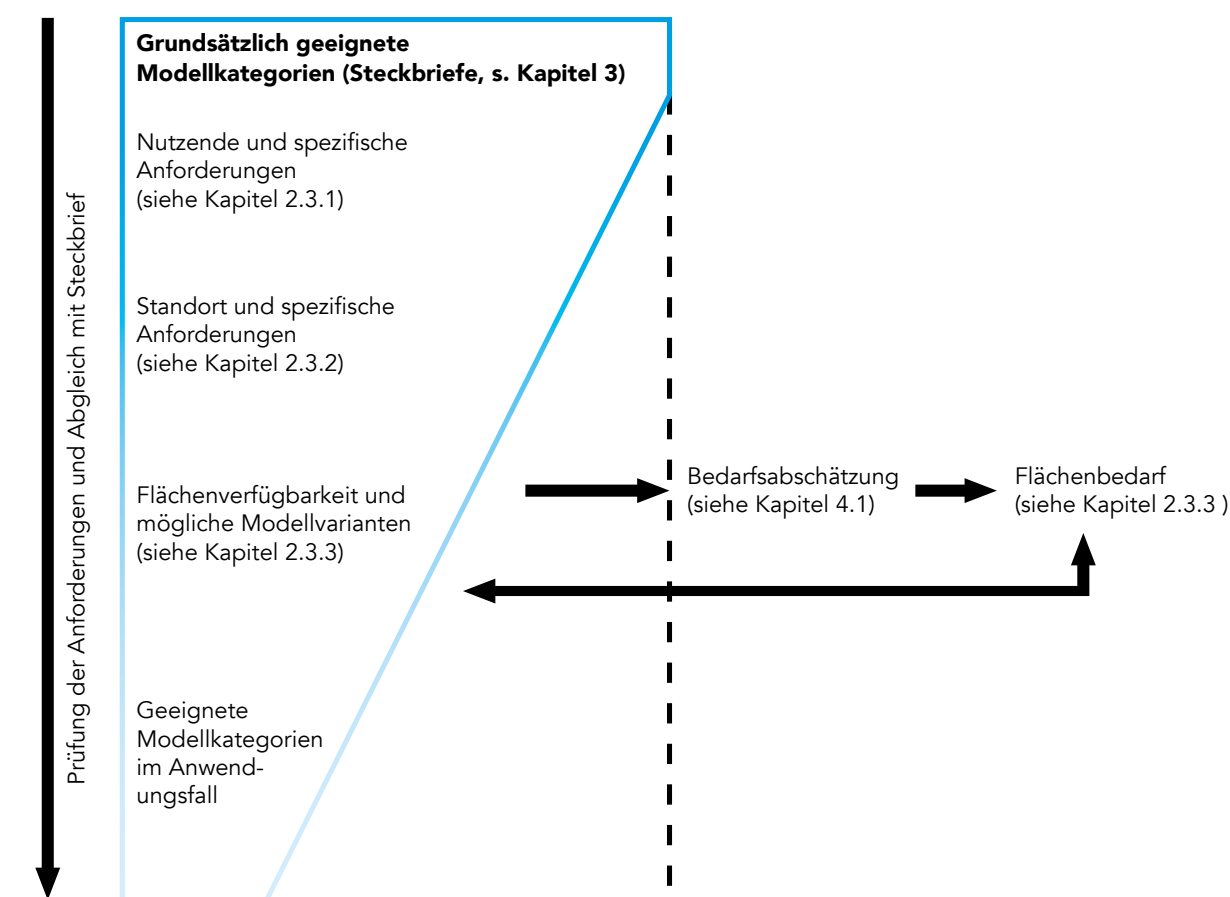 Grundsätzlich geeignete
Modellkategorien (Steckbriefe, s. Kapitel 3)
Nutzende und spezifische
Anforderungen
(siehe Kapitel 2.3.1)
Standort und spezifische
Anforderungen
(siehe Kapitel 2.3.2)
Flächenverfügbarkeit und
mögliche Modellvarianten
(siehe Kapitel 2.3.3)
Bedarfsabschätzung
(siehe Kapitel 4.1)
Flächenbedarf
(siehe Kapitel 2.3.3 )
Geeignete
Modellkategorien
im Anwend-
ungsfall
Prüfung der Anforderungen und Abgleich mit Steckbrief